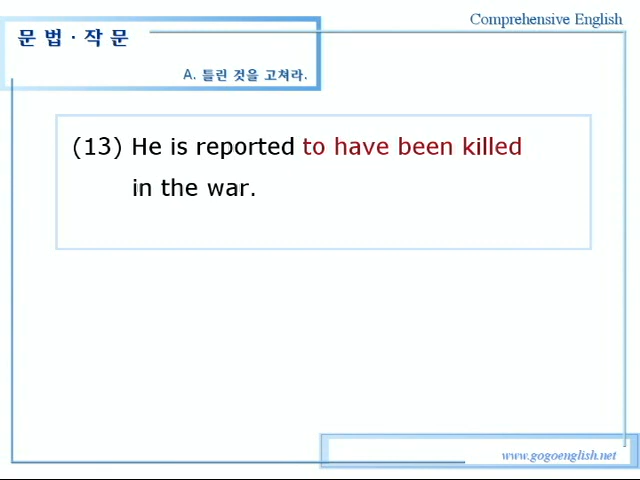 Comprehensive English
문 법 · 작 문
A. 틀린 것을 고쳐라.
(13) He is reported to have been killed
in the war.
www.gogoenglish.net